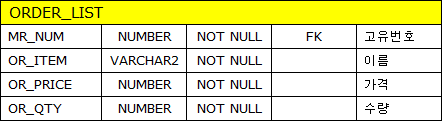 ORDER_LIST
MR_NUM NUMBER NOT NULL FK 고유번호
OR_ITEM VARCHAR2 NOT NULL 이름
OR_PRICE NUMBER NOT NULL 가격
OR_QTY NUMBER NOT NULL 수량